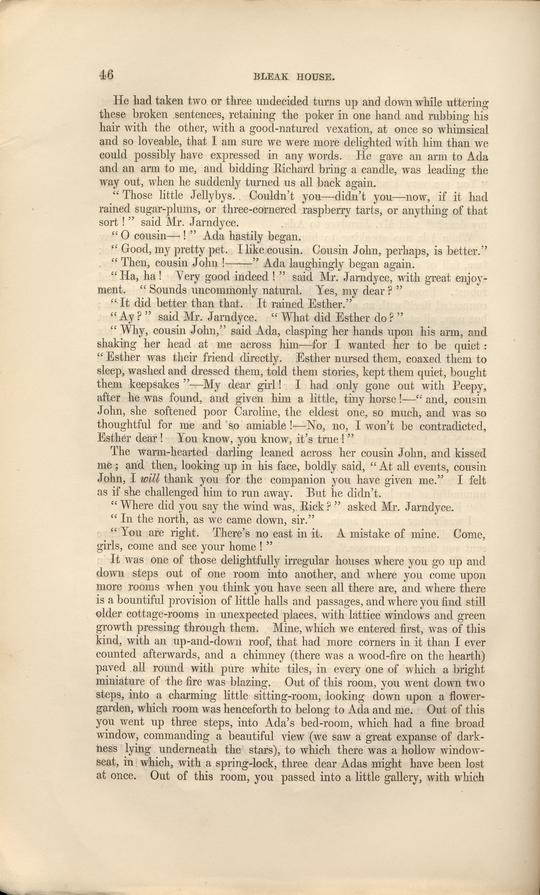 46
BLEAK HOUSE.
He had taken two or three undecided turns up and down while uttering
these broken sentences, retaining the poker in one hand and rubbing his
hair with the other, with a good-natured vexation, at once so whimsical
and so loveable, that I am sure we were more delighted with him than we
could possibly have expressed in any words. He gave an arm to Ada
and an arm to me, and bidding Richard bring a candle, was leading the
way out, when he suddenly turned us all back again.
“Those little Jellybys. Couldn't you—didn't you—now, if it had
rained sugar-plums, or three-cornered raspberry tarts, or anything of that
sort!” said Mr. Jarndyce.
“O cousin—!” Ada hastily began.
“Good, my pretty pet. I like cousin. Cousin John, perhaps, is better.”
“Then, cousin John!——” Ada laughingly began again.
“Ha, ha! Very good indeed!” said Mr. Jarndyce, with great enjoy-
ment. “Sounds uncommonly natural. Yes, my dear?”
“It did better than that. It rained Esther.”
“Ay?” said Mr. Jarndyce. “What did Esther do?”
“Why, cousin John,” said Ada, clasping her hands upon his arm, and
shaking her head at me across him—for I wanted her to be quiet:
“Esther was their friend directly. Esther nursed them, coaxed them to
sleep, washed and dressed them, told them stories, kept them quiet, bought
them keepsakes”—My dear girl! I had only gone out with Peepy,
after he was found, and given him a little, tiny horse!—“and, cousin
John, she softened poor Caroline, the eldest one, so much, and was so
thoughtful for me and so amiable!—No, no, I won't be contradicted,
Esther dear! You know, you know, it's true!”
The warm-hearted darling leaned across her cousin John, and kissed
me; and then, looking up in his face, boldly said, “At all events, cousin
John, I will thank you for the companion you have given me.” I felt
as if she challenged him to run away. But he didn't.
“Where did you say the wind was, Rick?” asked Mr. Jarndyce.
“In the north, as we came down, sir.”
“You are right. There's no east in it. A mistake of mine. Come,
girls, come and see your home!”
It was one of those delightfully irregular houses where you go up and
down steps out of one room into another, and where you come upon
more rooms when you think you have seen all there are, and where there
is a bountiful provision of little halls and passages, and where you find still
older cottage-rooms in unexpected places, with lattice windows and green
growth pressing through them. Mine, which we entered first, was of this
kind, with an up-and-down roof, that had more corners in it than I ever
counted afterwards, and a chimney (there was a wood-fire on the hearth)
paved all round with pure white tiles, in every one of which a bright
miniature of the fire was blazing. Out of this room, you went down two
steps, into a charming little sitting-room, looking down upon a flower-
garden, which room was henceforth to belong to Ada and me. Out of this
you went up three steps, into Ada's bed-room, which had a fine broad
window, commanding a beautiful view (we saw a great expanse of dark-
ness lying underneath the stars), to which there was a hollow window-
seat, in which, with a spring-lock, three dear Adas might have been lost
at once. Out of this room, you passed into a little gallery, with which